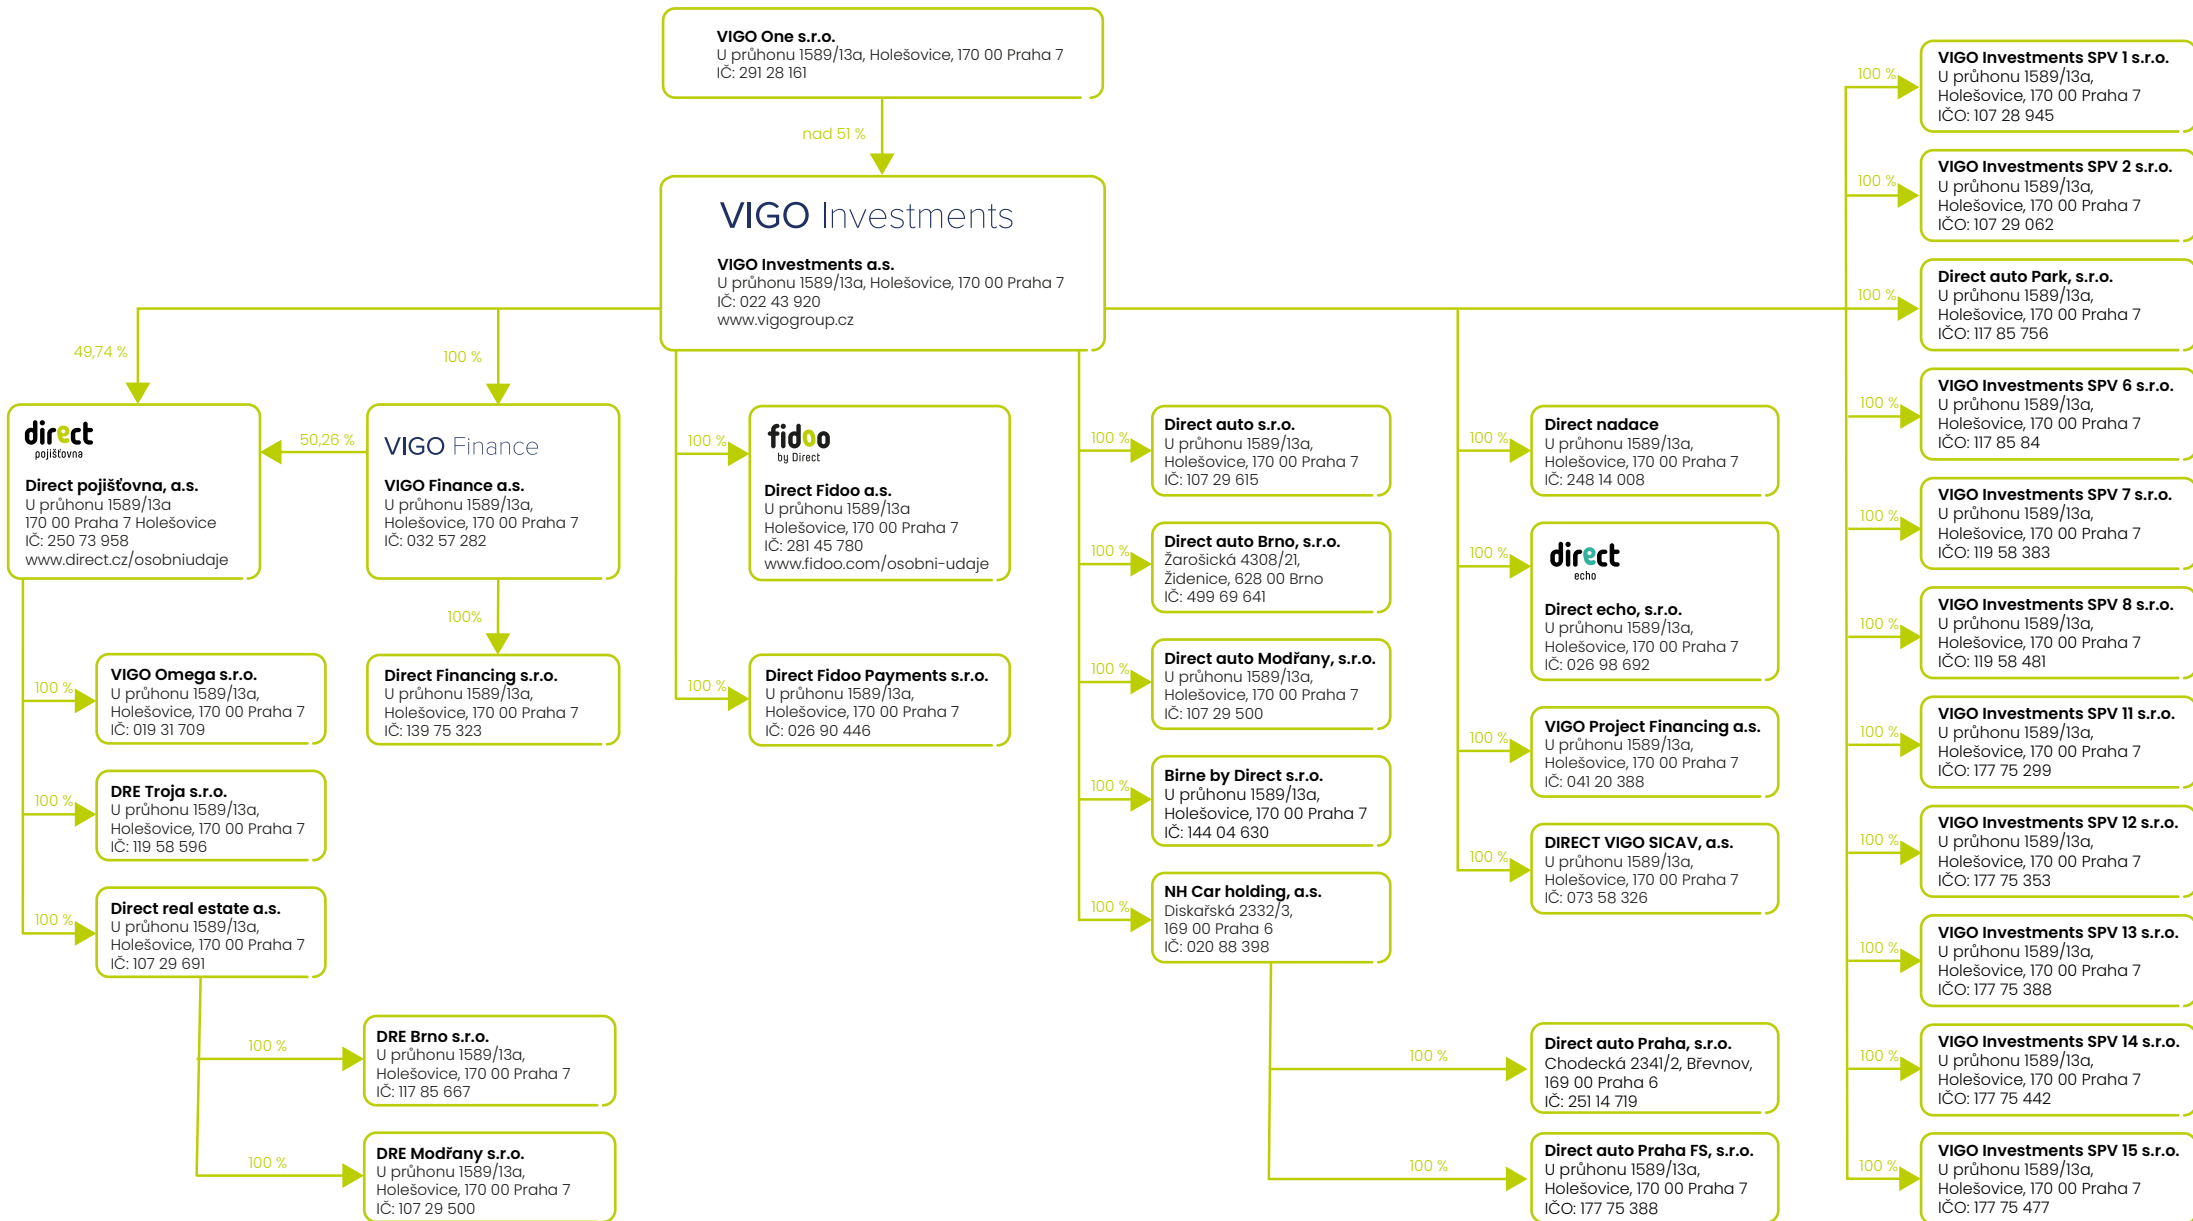 VIGO One s.r.o.
U průhonu 1589/13a, Holešovice, 170 00 Praha 7
IČ: 291 28 161
nad 51 %
VIGO Investments
VIGO Investments a.s.
U průhonu 1589/13a, Holešovice, 170 00 Praha 7
IČ: 022 43 920
www.vigogroup.cz
49,74 %
100 %
direct
pojišťovna
Direct pojišťovna, a.s.
U průhonu 1589/13a
170 00 Praha 7 Holešovice
IČ: 250 73 958
www.direct.cz/osobniudaje
50,26 %
VIGO Finance
VIGO Finance a.s.
U průhonu 1589/13a,
Holešovice, 170 00 Praha 7
IČ: 032 57 282
100%
Direct Financing s.r.o.
U průhonu 1589/13a,
Holešovice, 170 00 Praha 7
IČ: 139 75 323
100 %
VIGO Omega s.r.o.
U průhonu 1589/13a,
Holešovice, 170 00 Praha 7
IČ: 019 31 709
100 %
DRE Troja s.r.o.
U průhonu 1589/13a,
Holešovice, 170 00 Praha 7
IČ: 119 58 596
100 %
Direct real estate a.s.
U průhonu 1589/13a,
Holešovice, 170 00 Praha 7
IČ: 107 29 691
100 %
DRE Brno s.r.o.
U průhonu 1589/13a,
Holešovice, 170 00 Praha 7
IČ: 117 85 667
100 %
DRE Modřany s.r.o.
U průhonu 1589/13a,
Holešovice, 170 00 Praha 7
IČ: 107 29 500
100 %
fidoo
by Direct
Direct Fidoo a.s.
U průhonu 1589/13a
Holešovice, 170 00 Praha 7
IČ: 281 45 780
www.fidoo.com/osobni-udaje
100 %
Direct Fidoo Payments s.r.o.
U průhonu 1589/13a,
Holešovice, 170 00 Praha 7
IČ: 026 90 446
100 %
Direct auto s.r.o.
U průhonu 1589/13a,
Holešovice, 170 00 Praha 7
IČ: 107 29 615
100 %
Direct auto Brno, s.r.o.
Žarošická 4308/21,
Židenice, 628 00 Brno
IČ: 499 69 641
100 %
Direct auto Modřany, s.r.o.
U průhonu 1589/13a,
Holešovice, 170 00 Praha 7
IČ: 107 29 500
100 %
Birne by Direct s.r.o.
U průhonu 1589/13a,
Holešovice, 170 00 Praha 7
IČ: 144 04 630
100 %
NH Car holding, a.s.
Diskařská 2332/3,
169 00 Praha 6
IČ: 020 88 398
100 %
Direct auto Praha, s.r.o.
Chodecká 2341/2, Břevnov,
169 00 Praha 6
IČ: 251 14 719
100 %
Direct auto Praha FS, s.r.o.
U průhonu 1589/13a,
Holešovice, 170 00 Praha 7
IČO: 177 75 388
100 %
Direct nadace
U průhonu 1589/13a,
Holešovice, 170 00 Praha 7
IČ: 248 14 008
100 %
direct
echo
Direct echo, s.r.o.
U průhonu 1589/13a,
Holešovice, 170 00 Praha 7
IČ: 026 98 692
100 %
VIGO Project Financing a.s.
U průhonu 1589/13a,
Holešovice, 170 00 Praha 7
IČ: 041 20 388
100 %
DIRECT VIGO SICAV, a.s.
U průhonu 1589/13a,
Holešovice, 170 00 Praha 7
IČ: 073 58 326
100 %
VIGO Investments SPV 1 s.r.o.
U průhonu 1589/13a,
Holešovice, 170 00 Praha 7
IČO: 107 28 945
100 %
VIGO Investments SPV 2 s.r.o.
U průhonu 1589/13a,
Holešovice, 170 00 Praha 7
IČO: 107 29 062
100 %
Direct auto Park, s.r.o.
U průhonu 1589/13a,
Holešovice, 170 00 Praha 7
IČO: 117 85 756
100 %
VIGO Investments SPV 6 s.r.o.
U průhonu 1589/13a,
Holešovice, 170 00 Praha 7
IČO: 117 85 84
100 %
VIGO Investments SPV 7 s.r.o.
U průhonu 1589/13a,
Holešovice, 170 00 Praha 7
IČO: 119 58 383
100 %
VIGO Investments SPV 8 s.r.o.
U průhonu 1589/13a,
Holešovice, 170 00 Praha 7
IČO: 119 58 481
100 %
VIGO Investments SPV 11 s.r.o.
U průhonu 1589/13a,
Holešovice, 170 00 Praha 7
IČO: 177 75 299
100 %
VIGO Investments SPV 12 s.r.o.
U průhonu 1589/13a,
Holešovice, 170 00 Praha 7
IČO: 177 75 353
100 %
VIGO Investments SPV 13 s.r.o.
U průhonu 1589/13a,
Holešovice, 170 00 Praha 7
IČO: 177 75 388
100 %
VIGO Investments SPV 14 s.r.o.
U průhonu 1589/13a,
Holešovice, 170 00 Praha 7
IČO: 177 75 442
100 %
VIGO Investments SPV 15 s.r.o.
U průhonu 1589/13a,
Holešovice, 170 00 Praha 7
IČO: 177 75 477